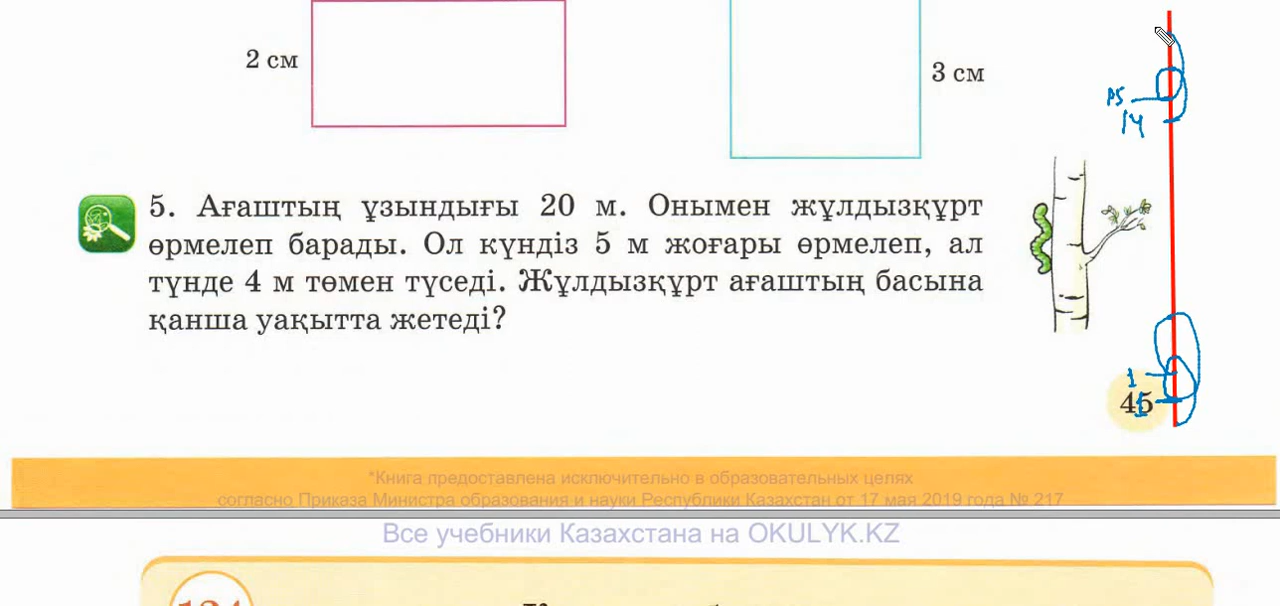 2 см
3 см
15
14
5. Ағаштың ұзындығы 20 м. Онымен жұлдызқұрт
өрмелеп барады. Ол күндіз 5 м жоғары өрмелеп, ал
түнде 4 м төмен түседі. Жұлдызқұрт ағаштың басына
қанша уақытта жетеді?
1
45
*Книга предоставлена исключительно в образовательных целях
согласно Приказа Министра образования и науки Республики Казахстан от 17 мая 2019 года № 217
Все учебники Казахстана на OKULYK.KZ